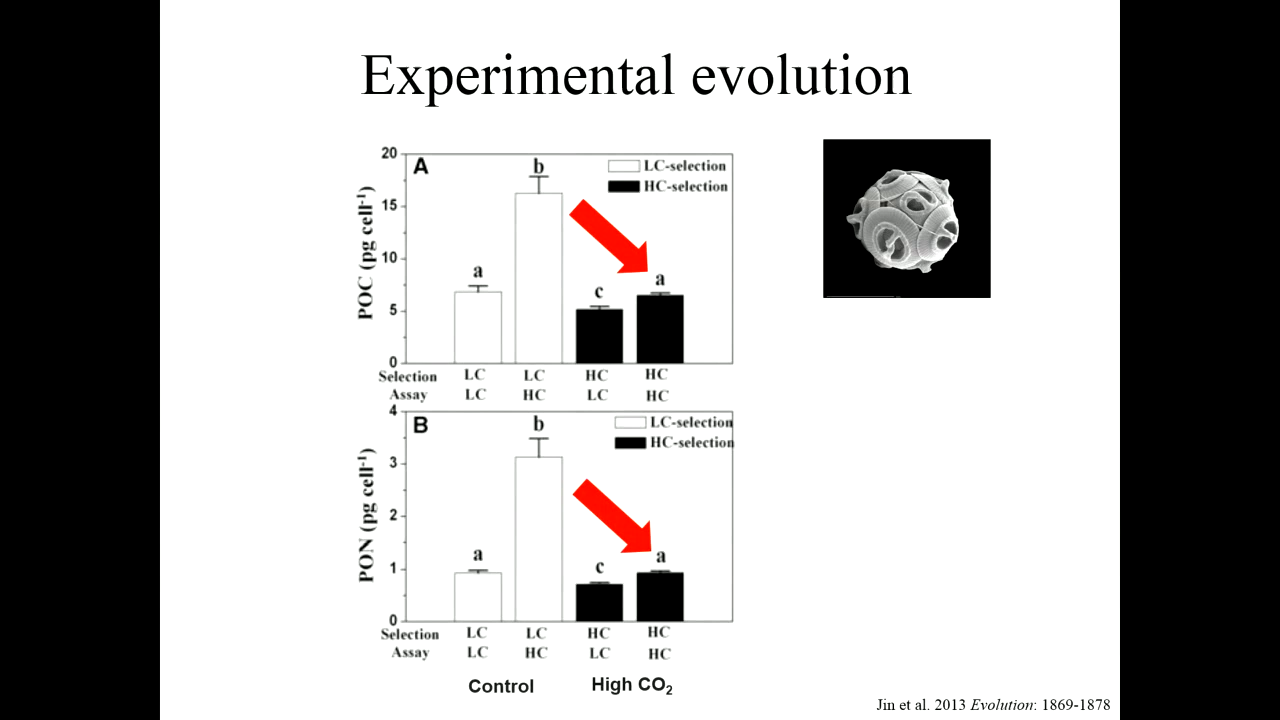 Experimental evolution
A
LC-selection
HC-selection
POC (pg cell-1)
20
15
10
5
0
a
b
c
a
Selection LC LC HC HC
Assay LC HC LC HC
B
LC-selection
HC-selection
PON (pg cell-1)
4
3
2
1
0
a
b
c
a
Selection LC LC HC HC
Assay LC HC LC HC
Control High CO2
Jin et al. 2013 Evolution: 1869-1878